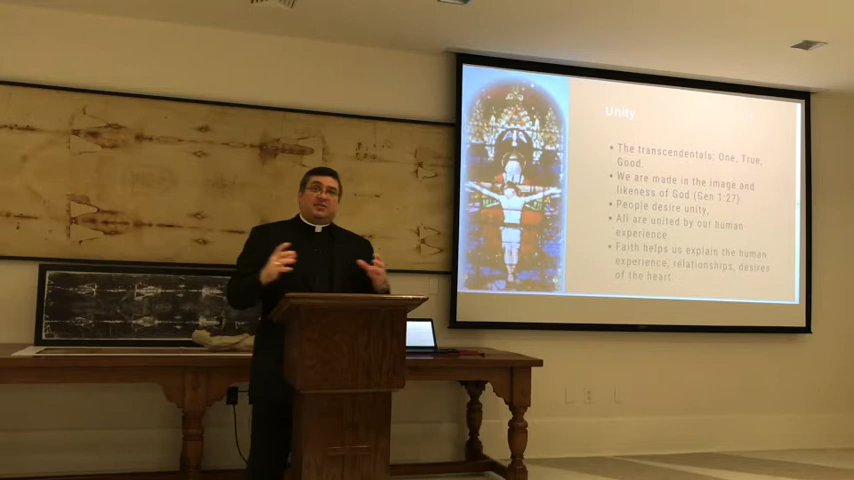 Unity
• The transcendentals: One, True,
Good.
• We are made in the image and
likeness of God (Gen 1:27)
• People desire unity,
• All are united by our human
experience.
• Faith helps us explain the human
experience, (relationships, desires
of the heart,